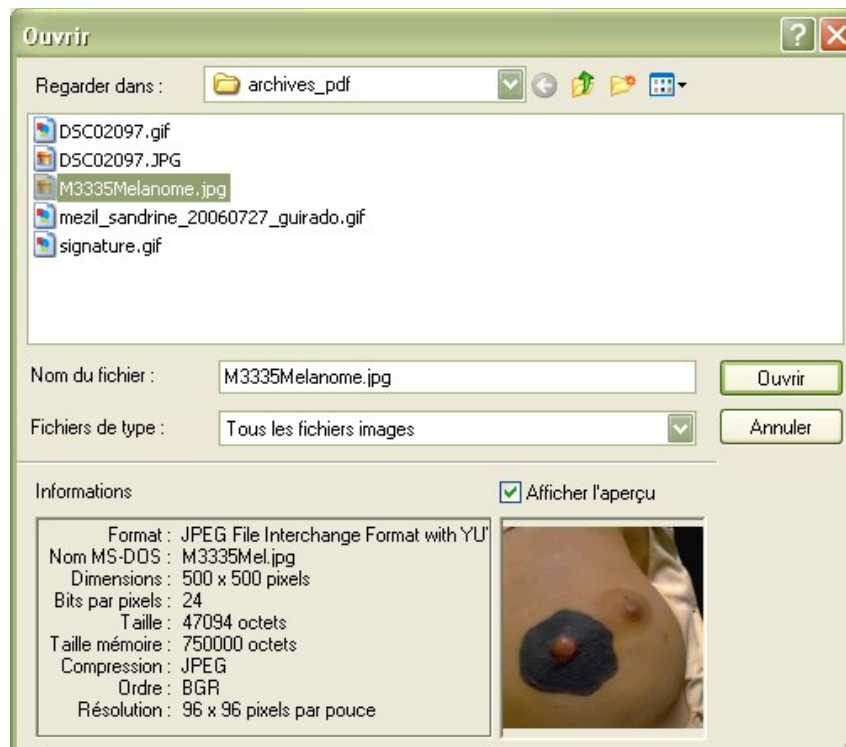 Ouvrir
Regarder dans : archives_pdf
DSC02097.gif
DSC02097.JPG
M3335Melanome.jpg
mezil_sandrine_20060727_guirado.gif
signature.gif
Nom du fichier : M3335Melanome.jpg Ouvrir
Fichiers de type : Tous les fichiers images Annuler
Informations Afficher l'aperçu
Format : JPEG File Interchange Format with YU'
Nom MS-DOS : M3335Mel.jpg
Dimensions : 500 x 500 pixels
Bits par pixels : 24
Taille : 47094 octets
Taille mémoire : 750000 octets
Compression : JPEG
Ordre : BGR
Résolution : 96 x 96 pixels par pouce